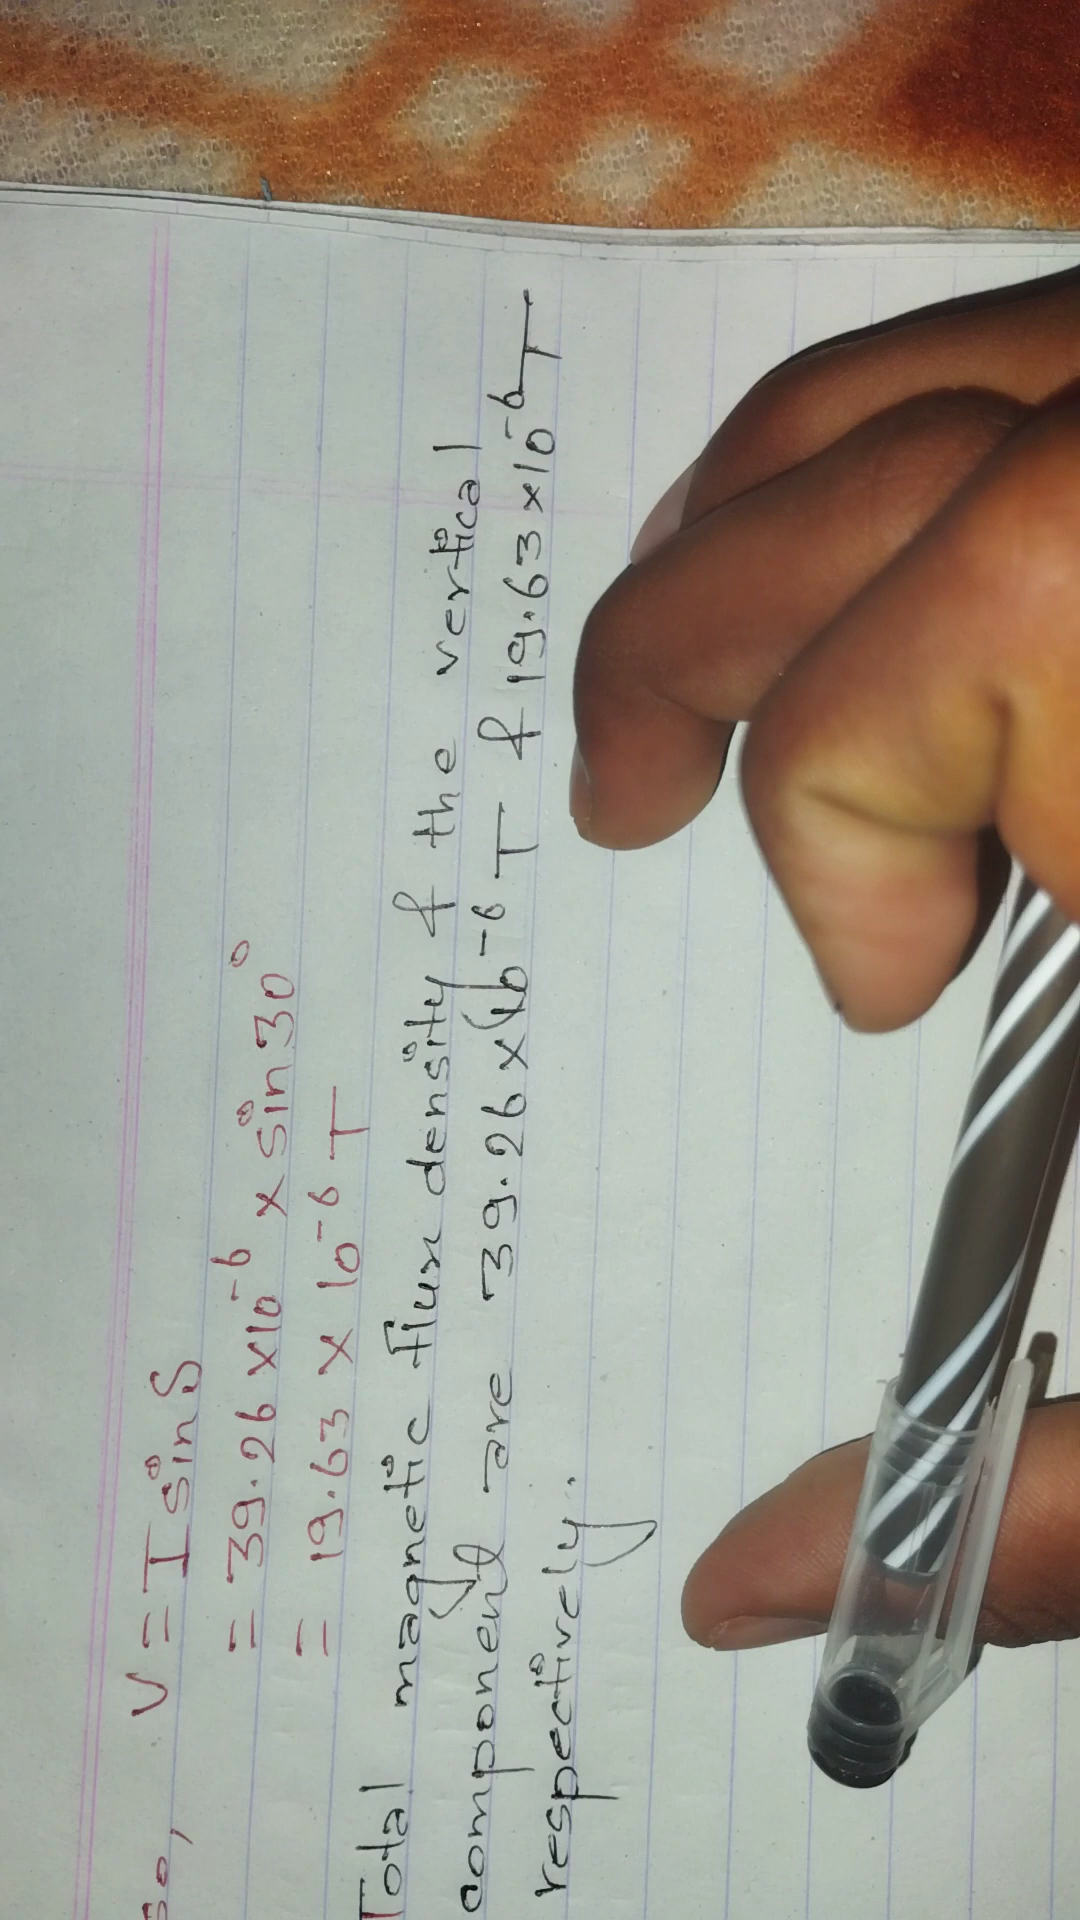 so, V = I sin δ
= 39.26 × 10⁻⁶ × sin 30°
= 19.63 × 10⁻⁶ T
Total magnetic flux density & the vertical
component are 39.26 × 10⁻⁶ T & 19.63 × 10⁻⁶ T
respectively.